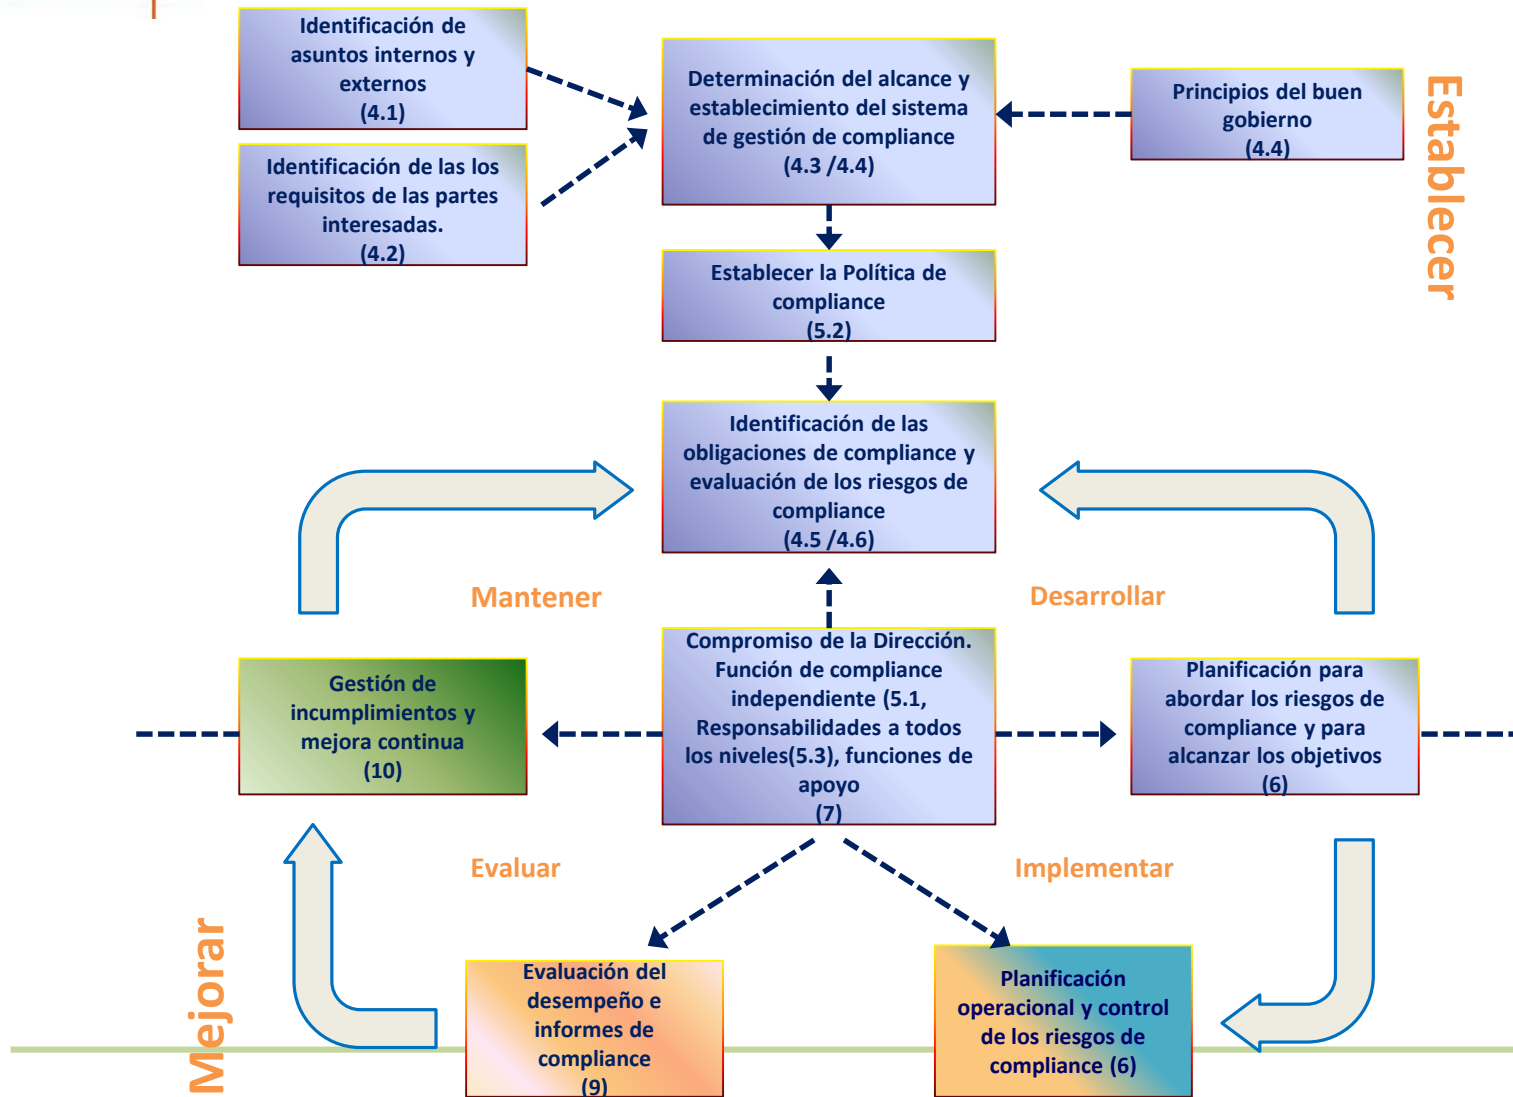 Identificación de
asuntos internos y
externos
(4.1)
Determinación del alcance y
establecimiento del sistema
de gestión de compliance
(4.3 /4.4)
Principios del buen
gobierno
(4.4)
Establecer
Identificación de las los
requisitos de las partes
interesadas.
(4.2)
Establecer la Política de
compliance
(5.2)
Identificación de las
obligaciones de compliance y
evaluación de los riesgos de
compliance
(4.5 /4.6)
Mantener
Desarrollar
Gestión de
incumplimientos y
mejora continua
(10)
Compromiso de la Dirección.
Función de compliance
independiente (5.1,
Responsabilidades a todos
los niveles(5.3), funciones de
apoyo
(7)
Planificación para
abordar los riesgos de
compliance y para
alcanzar los objetivos
(6)
Evaluar
Implementar
Mejorar
Evaluación del
desempeño e
informes de
compliance
(9)
Planificación
operacional y control
de los riesgos de
compliance (6)